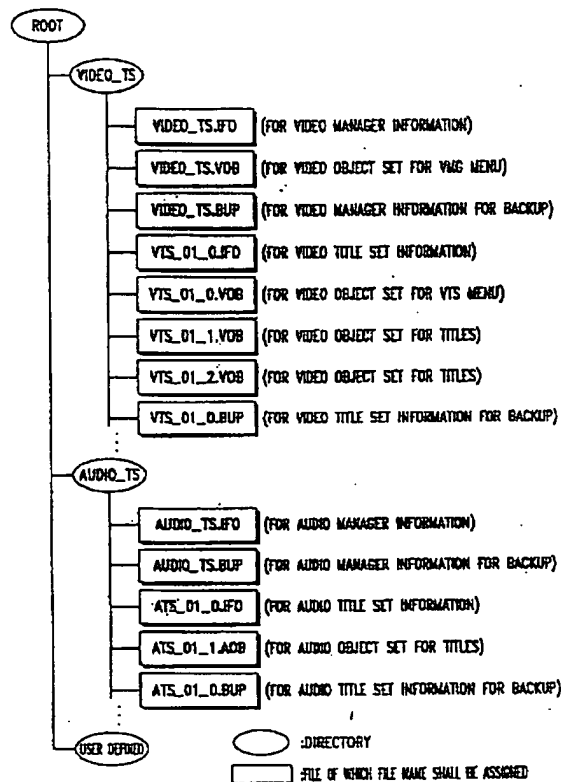 ROOT
VIDEO_TS
VIDEO_TS.IFO (FOR VIDEO MANAGER INFORMATION)
VIDEO_TS.VOB (FOR VIDEO OBJECT SET FOR VMG MENU)
VIDEO_TS.BUP (FOR VIDEO MANAGER INFORMATION FOR BACKUP)
VTS_01_0.IFO (FOR VIDEO TITLE SET INFORMATION)
VTS_01_0.VOB (FOR VIDEO OBJECT SET FOR VTS MENU)
VTS_01_1.VOB (FOR VIDEO OBJECT SET FOR TITLES)
VTS_01_2.VOB (FOR VIDEO OBJECT SET FOR TITLES)
VTS_01_0.BUP (FOR VIDEO TITLE SET INFORMATION FOR BACKUP)
AUDIO_TS
AUDIO_TS.IFO (FOR AUDIO MANAGER INFORMATION)
AUDIO_TS.BUP (FOR AUDIO MANAGER INFORMATION FOR BACKUP)
ATS_01_0.IFO (FOR AUDIO TITLE SET INFORMATION)
ATS_01_1.AOB (FOR AUDIO OBJECT SET FOR TITLES)
ATS_01_0.BUP (FOR AUDIO TITLE SET INFORMATION FOR BACKUP)
USER DEFINED
:DIRECTORY
:FILE OF WHICH FILE NAME SHALL BE ASSIGNED